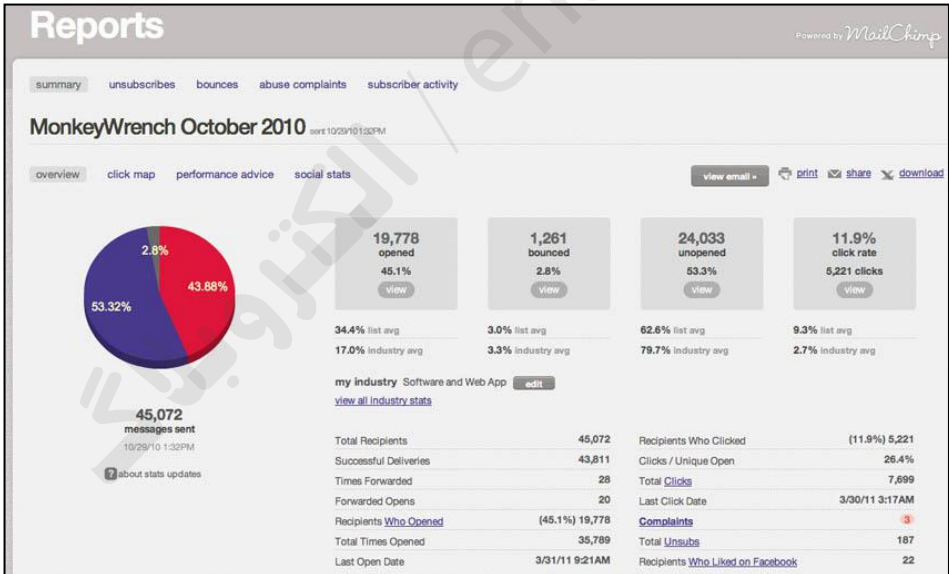 Reports
Powered by MailChimp
summary unsubscribes bounces abuse complaints subscriber activity
MonkeyWrench October 2010 sent 10/29/10 1:32PM
overview click map performance advice social stats view email » print share download
19,778 1,261 24,033 11.9%
opened bounced unopened click rate
45.1% 2.8% 53.3% 5,221 clicks
view view view view
2.8%
43.88%
53.32%
34.4% list avg 3.0% list avg 62.6% list avg 9.3% list avg
17.0% industry avg 3.3% industry avg 79.7% industry avg 2.7% industry avg
my industry Software and Web App edit
view all industry stats
45,072
messages sent
10/29/10 1:32PM
? about stats updates
Total Recipients 45,072 Recipients Who Clicked (11.9%) 5,221
Successful Deliveries 43,811 Clicks / Unique Open 26.4%
Times Forwarded 28 Total Clicks 7,699
Forwarded Opens 20 Last Click Date 3/30/11 3:17AM
Recipients Who Opened (45.1%) 19,778 Complaints 3
Total Times Opened 35,789 Total Unsubs 187
Last Open Date 3/31/11 9:21AM Recipients Who Liked on Facebook 22